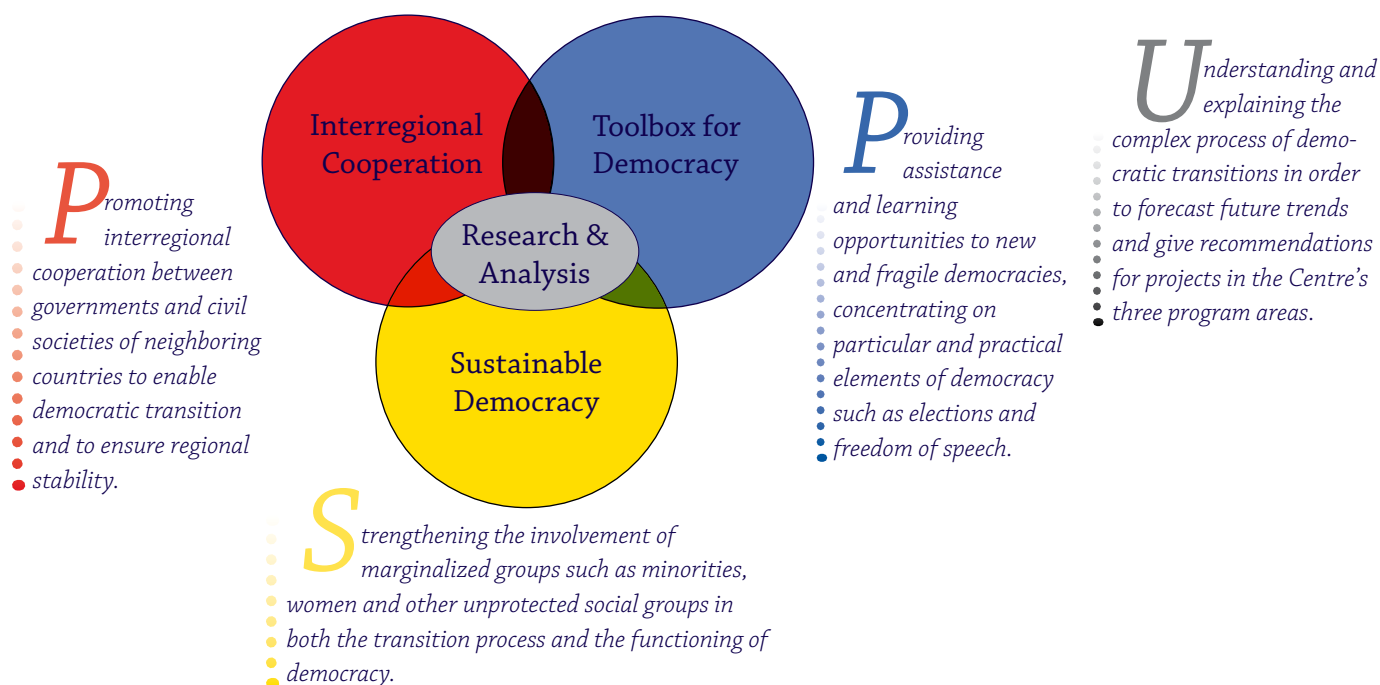 Interregional
Cooperation
Toolbox for
Democracy
Research &
Analysis
Sustainable
Democracy
Promoting
interregional
cooperation between
governments and civil
societies of neighboring
countries to enable
democratic transition
and to ensure regional
stability.
Strengthening the involvement of
marginalized groups such as minorities,
women and other unprotected social groups in
both the transition process and the functioning of
democracy.
Providing
assistance
and learning
opportunities to new
and fragile democracies,
concentrating on
particular and practical
elements of democracy
such as elections and
freedom of speech.
Understanding and
explaining the
complex process of demo-
cratic transitions in order
to forecast future trends
and give recommendations
for projects in the Centre's
three program areas.